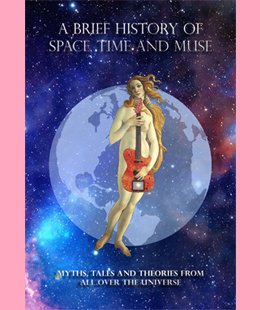 A BRIEF HISTORY OF
SPACE, TIME AND MUSE
MYTHS, TALES AND THEORIES FROM
ALL OVER THE UNIVERSE